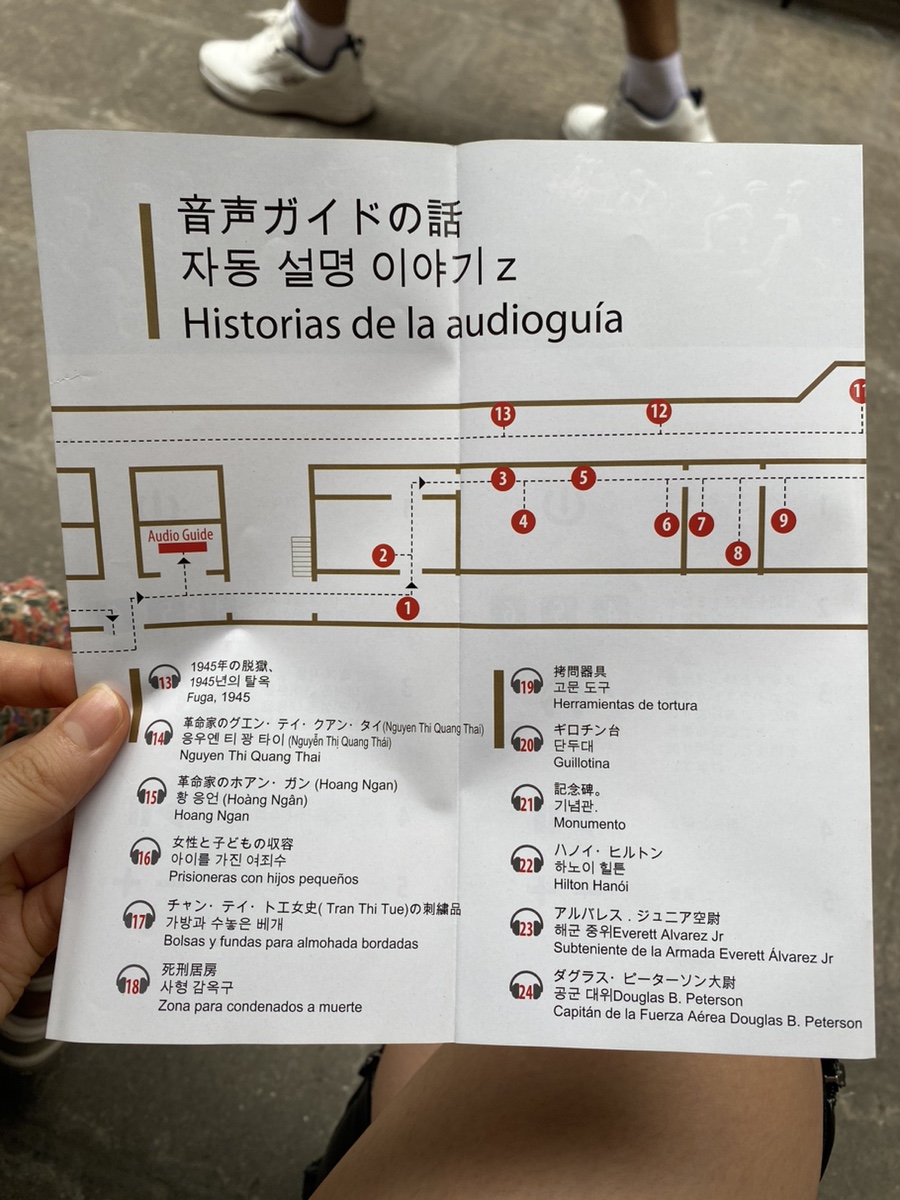 音声ガイドの話
자동 설명 이야기 z
Historias de la audioguía
13
12
11
3
5
4
6
7
9
8
Audio Guide
2
1
13
1945年の脱獄、
1945년의 탈옥
Fuga, 1945
14
革命家のグエン・テイ・クアン・タイ(Nguyen Thi Quang Thai)
응우엔 티 꽝 타이 (Nguyễn Thị Quang Thái)
Nguyen Thi Quang Thai
15
革命家のホアン・ガン (Hoang Ngan)
황 응언 (Hoàng Ngân)
Hoang Ngan
16
女性と子どもの収容
아이를 가진 여죄수
Prisioneras con hijos pequeños
17
チャン・テイ・ト工女史( Tran Thi Tue)の刺繍品
가방과 수놓은 베개
Bolsas y fundas para almohada bordadas
18
死刑居房
사형 감옥구
Zona para condenados a muerte
19
拷問器具
고문 도구
Herramientas de tortura
20
ギロチン台
단두대
Guillotina
21
記念碑。
기념관.
Monumento
22
ハノイ・ヒルトン
하노이 힐튼
Hilton Hanói
23
アルバレス . ジュニア空尉
해군 중위Everett Alvarez Jr
Subteniente de la Armada Everett Álvarez Jr
24
ダグラス・ピーターソン大尉
공군 대위Douglas B. Peterson
Capitán de la Fuerza Aérea Douglas B. Peterson